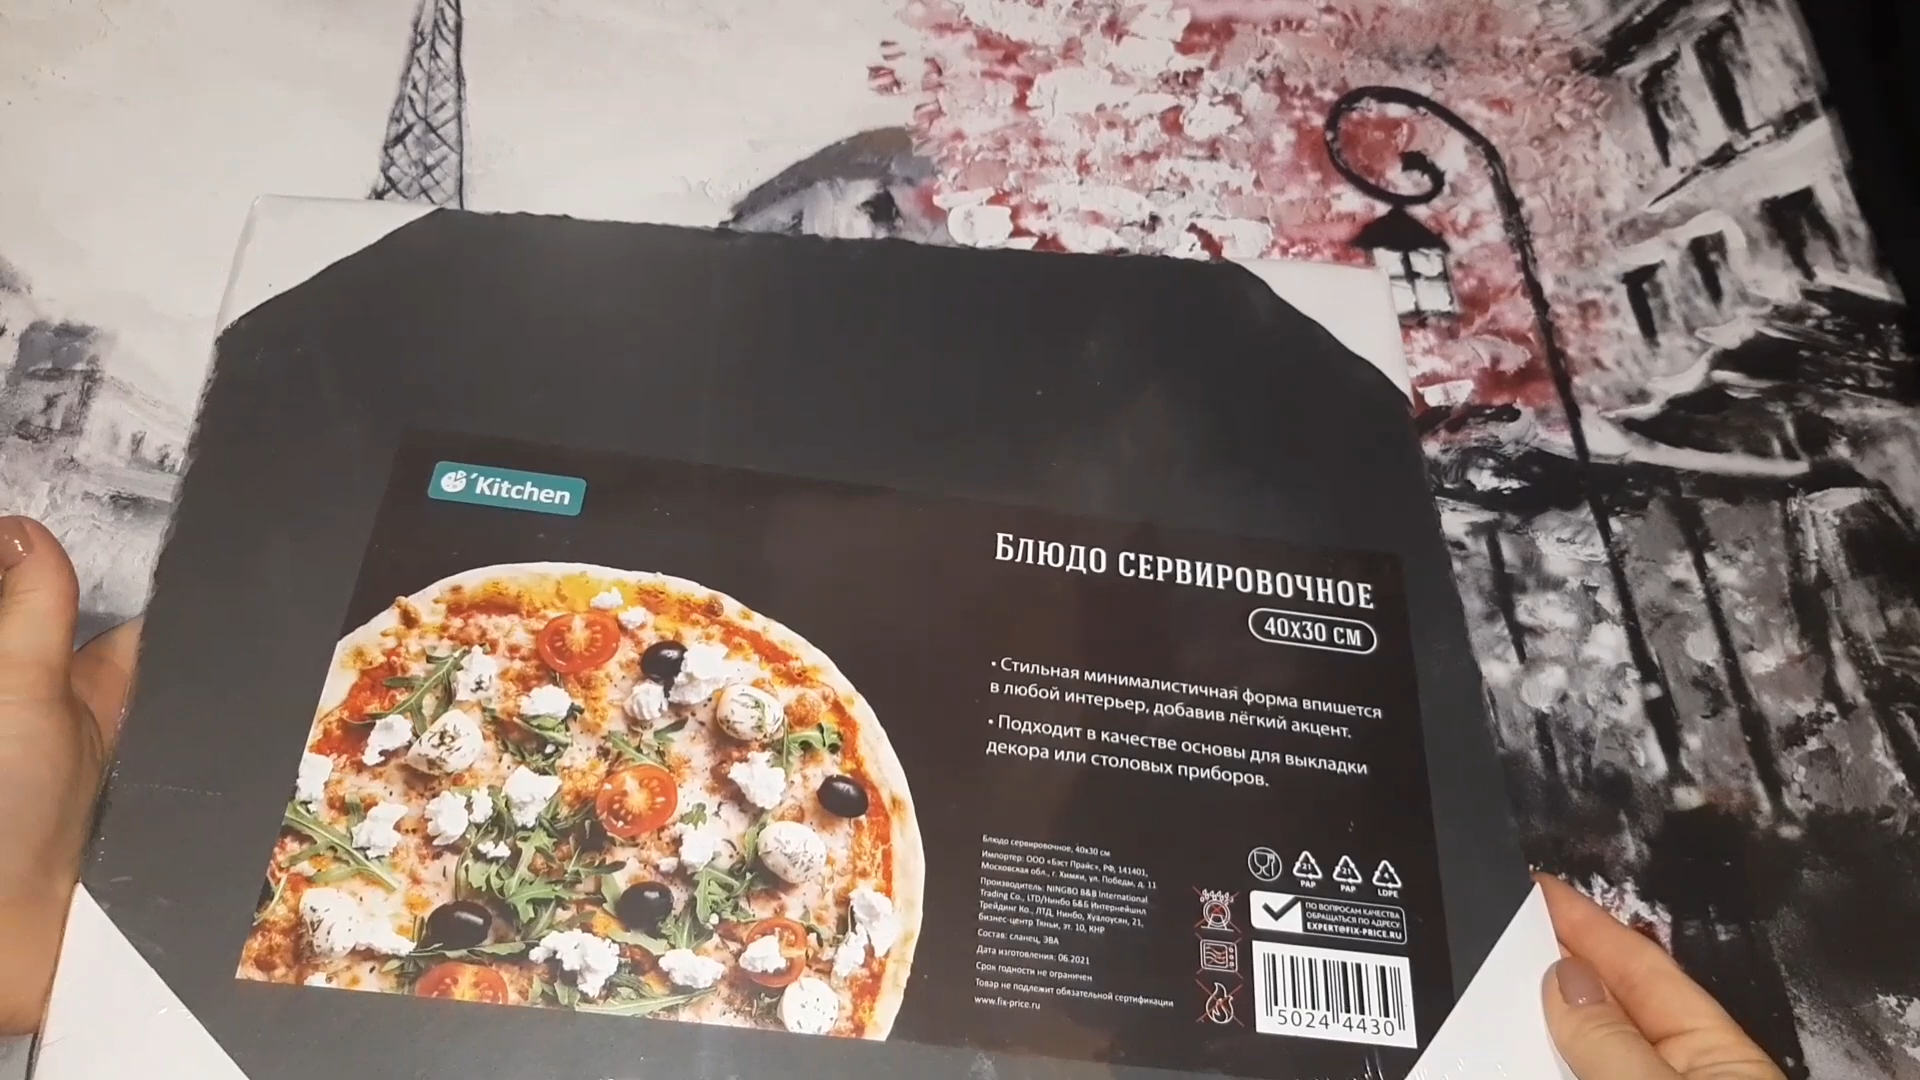 'Kitchen
БЛЮДО СЕРВИРОВОЧНОЕ
40X30 СМ
• Стильная минималистичная форма впишется
в любой интерьер, добавив лёгкий акцент.
• Подходит в качестве основы для выкладки
декора или столовых приборов.
Блюдо сервировочное, 40x30 см
Импортер: ООО «Бэст Прайс», РФ, 141401,
Московская обл., г. Химки, ул. Победы, д. 11
Производитель: NINGBO B&B International
Trading Co., LTD/Нинбо Б&Б Интернейшнл
Трейдинг Ко., ЛТД, Нинбо, Хуалоусян, 21,
бизнес-центр Тяньи, эт. 10, КНР
Состав: сланец, ЭВА
Дата изготовления: 06.2021
Срок годности не ограничен
Товар не подлежит обязательной сертификации
www.fix-price.ru
21
PAP
21
PAP
4
LDPE
ПО ВОПРОСАМ КАЧЕСТВА
ОБРАЩАТЬСЯ ПО АДРЕСУ
EXPERT@FIX-PRICE.RU
5024 4430